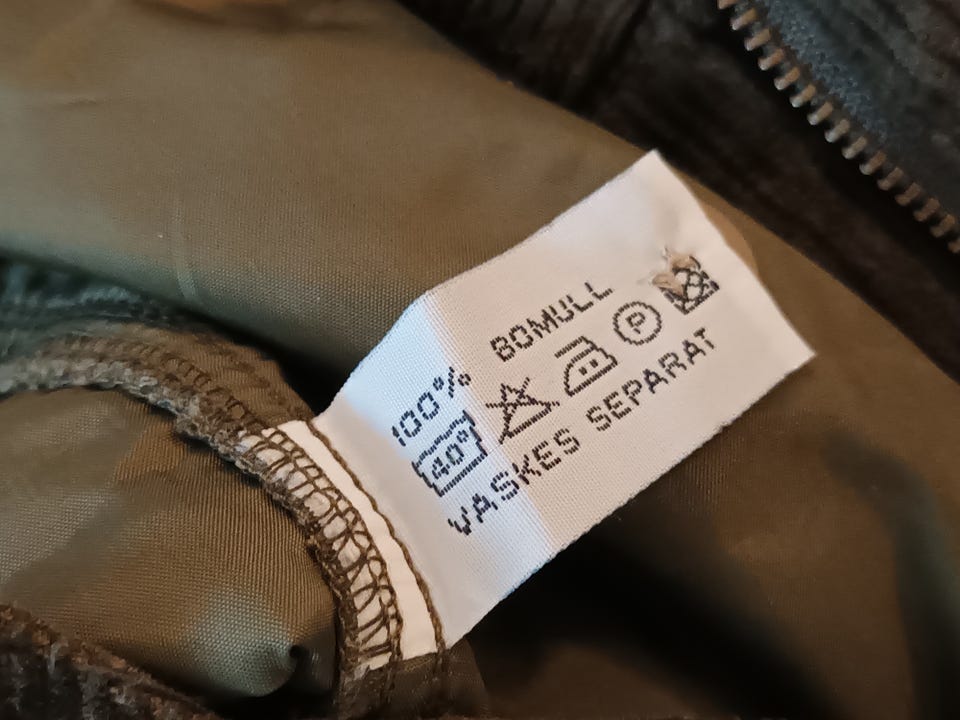 100% BOMULL
40° P
VASKES SEPARAT